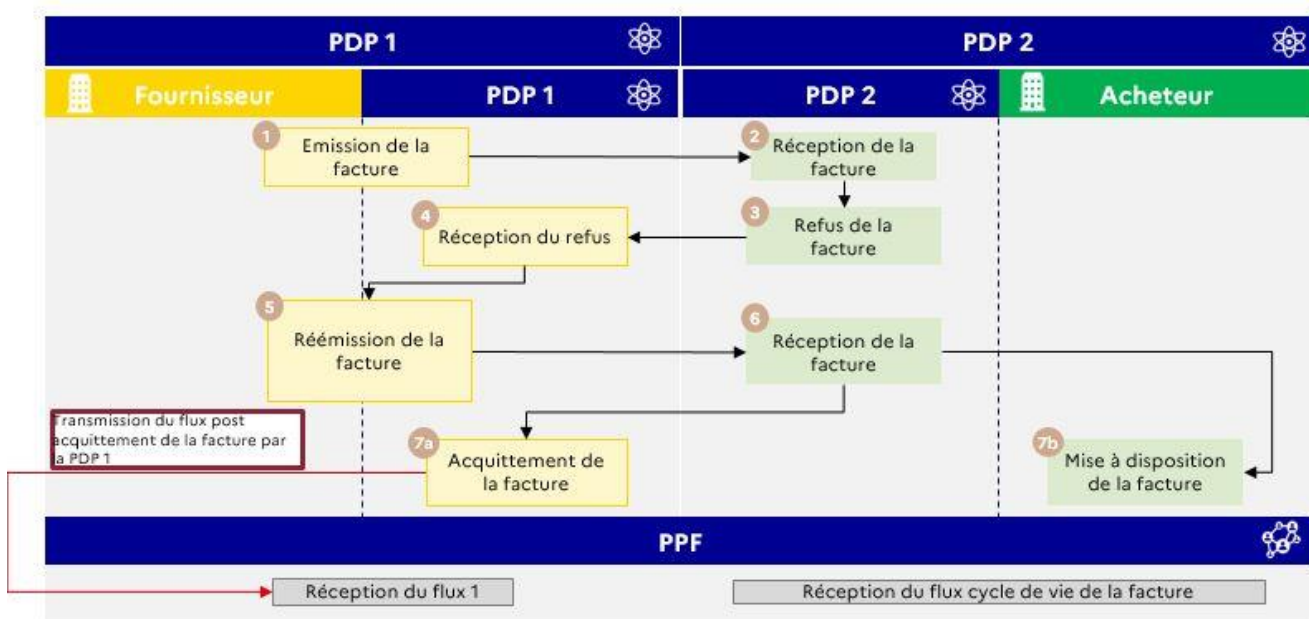 PDP 1
PDP 2
Fournisseur
PDP 1
PDP 2
Acheteur
1
Emission de la
facture
2
Réception de la
facture
3
Refus de la
facture
4
Réception du refus
5
Réémission de la
facture
6
Réception de la
facture
Transmission du flux post
acquittement de la facture par
la PDP 1
7a
Acquittement de
la facture
7b
Mise à disposition
de la facture
PPF
Réception du flux 1
Réception du flux cycle de vie de la facture